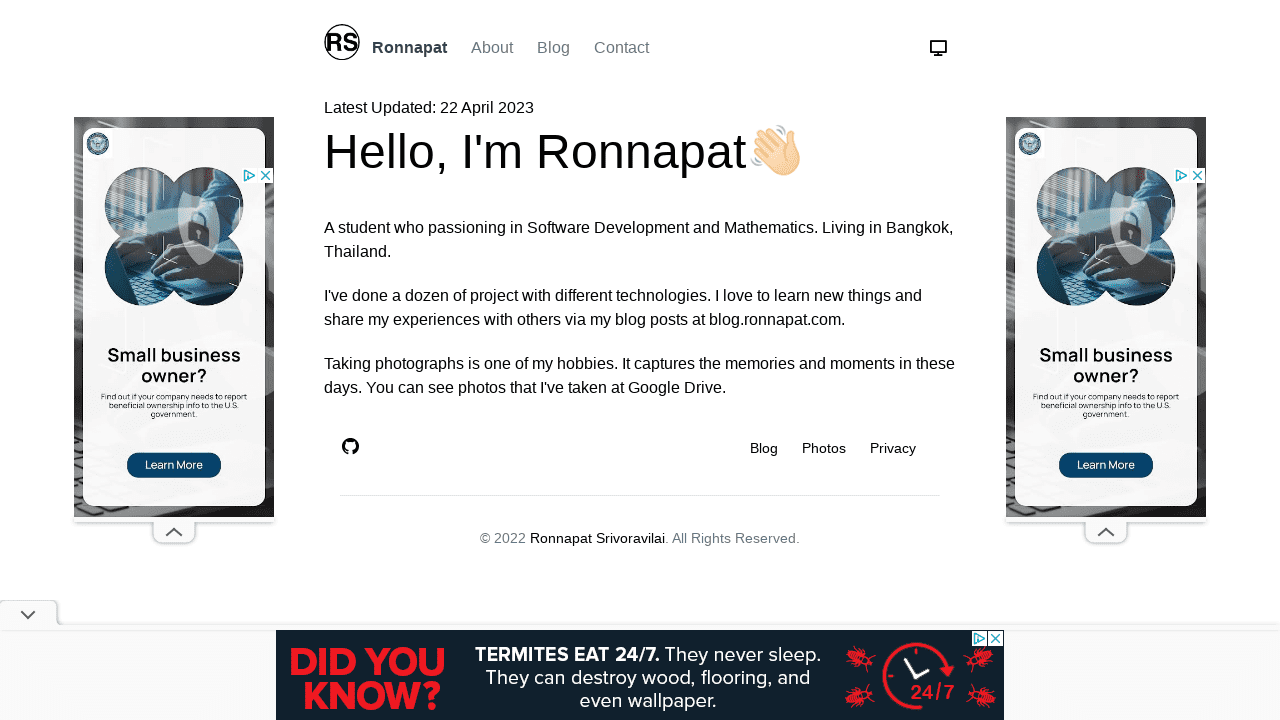 RS Ronnapat About Blog Contact
Latest Updated: 22 April 2023
Hello, I'm Ronnapat👋🏻
A student who passioning in Software Development and Mathematics. Living in Bangkok,
Thailand.
I've done a dozen of project with different technologies. I love to learn new things and
share my experiences with others via my blog posts at blog.ronnapat.com.
Taking photographs is one of my hobbies. It captures the memories and moments in these
days. You can see photos that I've taken at Google Drive.
Blog Photos Privacy
© 2022 Ronnapat Srivoravilai. All Rights Reserved.
Small business
owner?
Find out if your company needs to report
beneficial ownership info to the U.S.
government.
Learn More
Small business
owner?
Find out if your company needs to report
beneficial ownership info to the U.S.
government.
Learn More
DID YOU
KNOW?
TERMITES EAT 24/7. They never sleep.
They can destroy wood, flooring, and
even wallpaper.
24/7